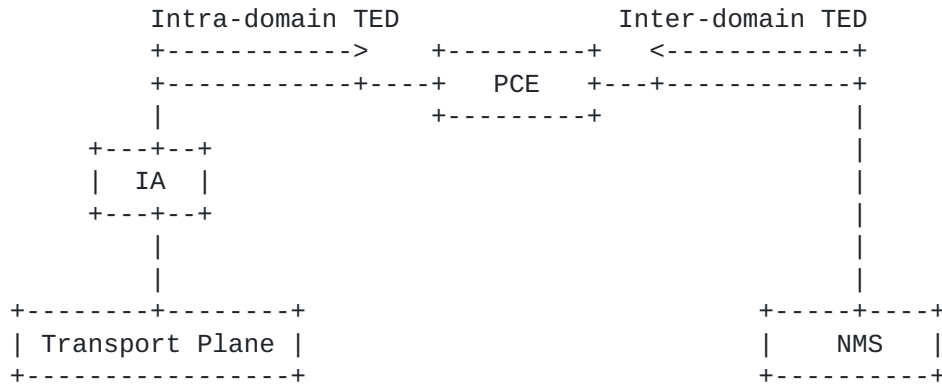 Intra-domain TED Inter-domain TED
PCE
IA
Transport Plane NMS